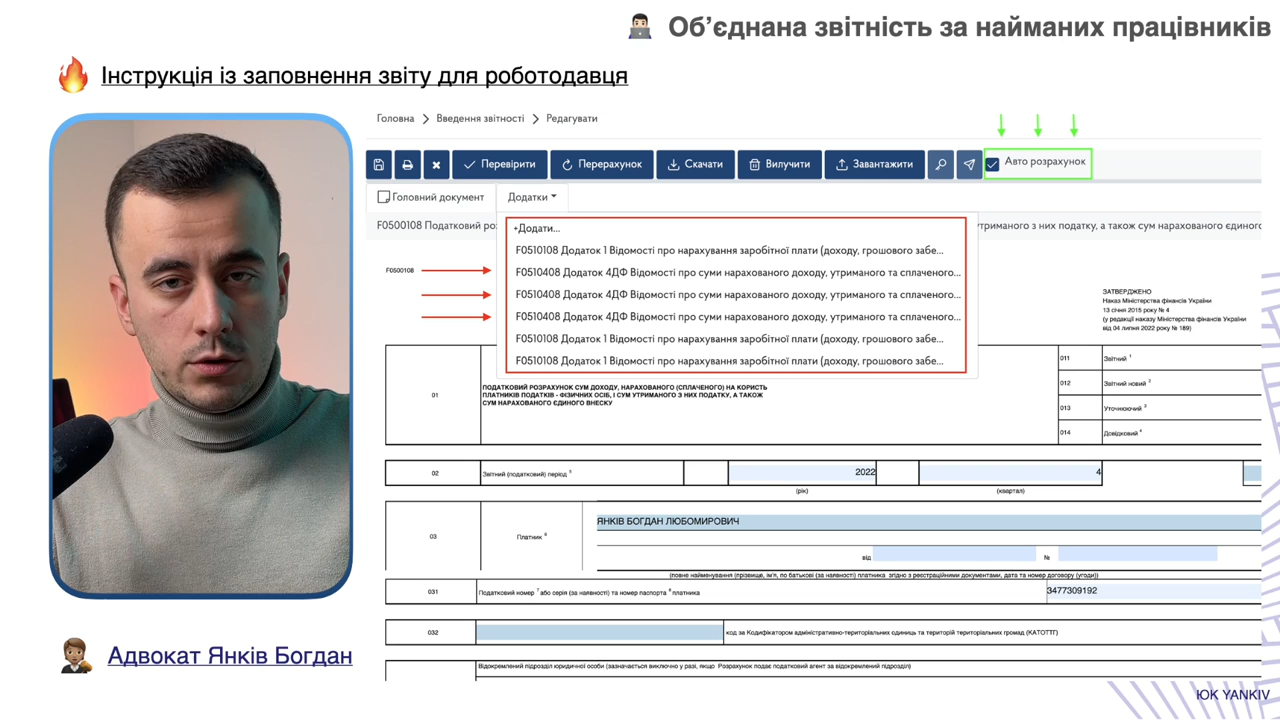 Об’єднана звітність за найманих працівників
Інструкція із заповнення звіту для роботодавця
Головна > Введення звітності > Редагувати
Перевірити Перерахунок Скачати Вилучити Завантажити Авто розрахунок
Головний документ Додатки
F0500108 Податковий роз
утриманого з них податку, а також сум нарахованого єдиного
+Додати...
F0510108 Додаток 1 Відомості про нарахування заробітної плати (доходу, грошового забе...
F0510408 Додаток 4ДФ Відомості про суми нарахованого доходу, утриманого та сплаченого...
F0510408 Додаток 4ДФ Відомості про суми нарахованого доходу, утриманого та сплаченого...
F0510408 Додаток 4ДФ Відомості про суми нарахованого доходу, утриманого та сплаченого...
F0510108 Додаток 1 Відомості про нарахування заробітної плати (доходу, грошового забе...
F0510108 Додаток 1 Відомості про нарахування заробітної плати (доходу, грошового забе...
F0500108
ЗАТВЕРДЖЕНО
Наказ Міністерства фінансів України
13 січня 2015 року № 4
(у редакції наказу Міністерства фінансів України
від 04 липня 2022 року № 189)
01
ПОДАТКОВИЙ РОЗРАХУНОК СУМ ДОХОДУ, НАРАХОВАНОГО (СПЛАЧЕНОГО) НА КОРИСТЬ
ПЛАТНИКІВ ПОДАТКІВ - ФІЗИЧНИХ ОСІБ, І СУМ УТРИМАНОГО З НИХ ПОДАТКУ, А ТАКОЖ
СУМ НАРАХОВАНОГО ЄДИНОГО ВНЕСКУ
011 Звітний 1
012 Звітний новий 2
013 Уточнюючий 3
014 Довідковий 4
02 Звітний (податковий) період 5 2022 4
(рік) (квартал)
03 Платник 6 ЯНКІВ БОГДАН ЛЮБОМИРОВИЧ
від №
(повне найменування (прізвище, ім'я, по батькові (за наявності) платника згідно з реєстраційними документами, дата та номер договору (угоди))
031 Податковий номер 7 або серія (за наявності) та номер паспорта 8 платника 3477309192
032 код за Кодифікатором адміністративно-територіальних одиниць та територій територіальних громад (КАТОТТГ)
Відокремлений підрозділ юридичної особи (зазначається виключно у разі, якщо Розрахунок подає податковий агент за відокремлений підрозділ)
Адвокат Янків Богдан
ЮК YANKIV